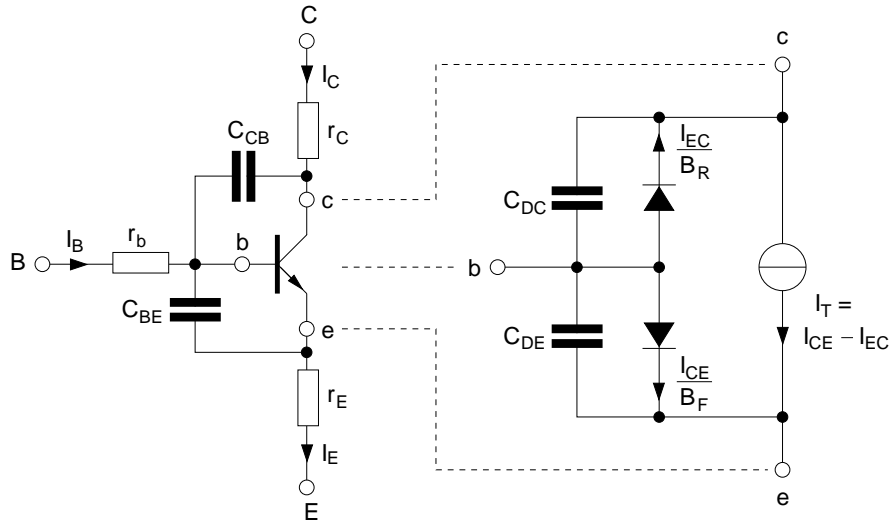 C
I_C
r_C
C_CB
c
B
I_B
r_b
b
C_BE
e
r_E
I_E
E
c
I_EC
B_R
C_DC
b
I_T =
I_CE – I_EC
C_DE
I_CE
B_F
e